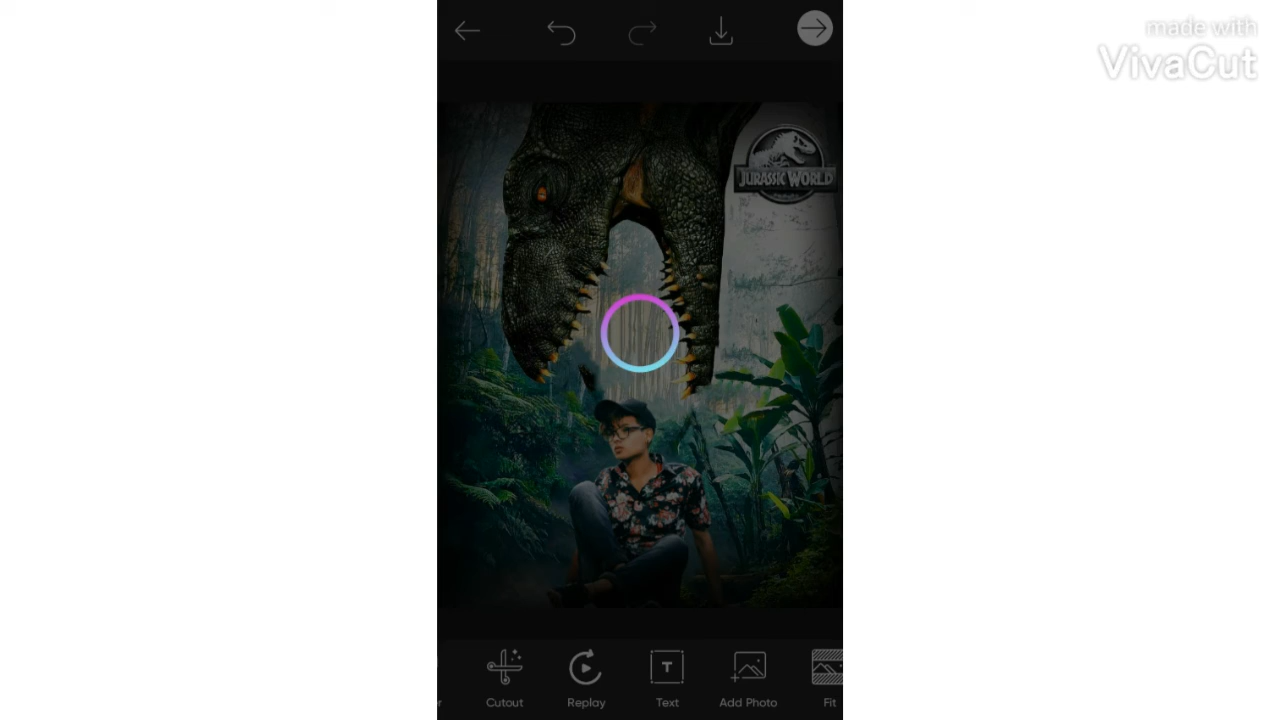 made with
VivaCut
JURASSIC WORLD
Cutout
Replay
T
Text
Add Photo
Fit